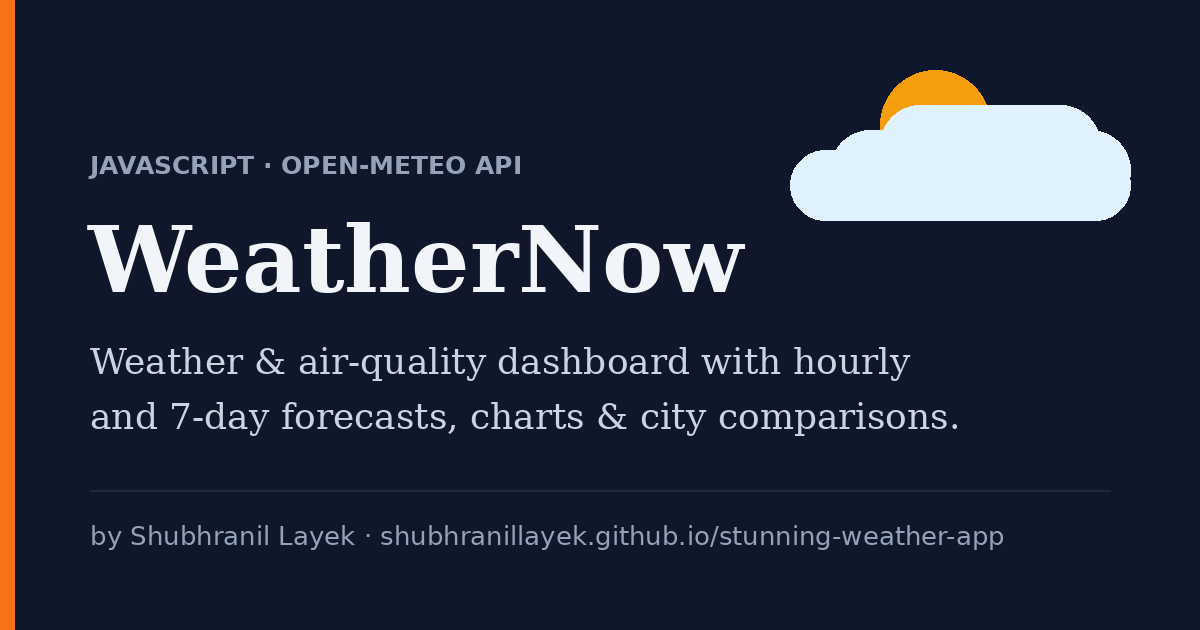 JAVASCRIPT · OPEN-METEO API
WeatherNow
Weather & air-quality dashboard with hourly
and 7-day forecasts, charts & city comparisons.
by Shubhranil Layek · shubhranillayek.github.io/stunning-weather-app